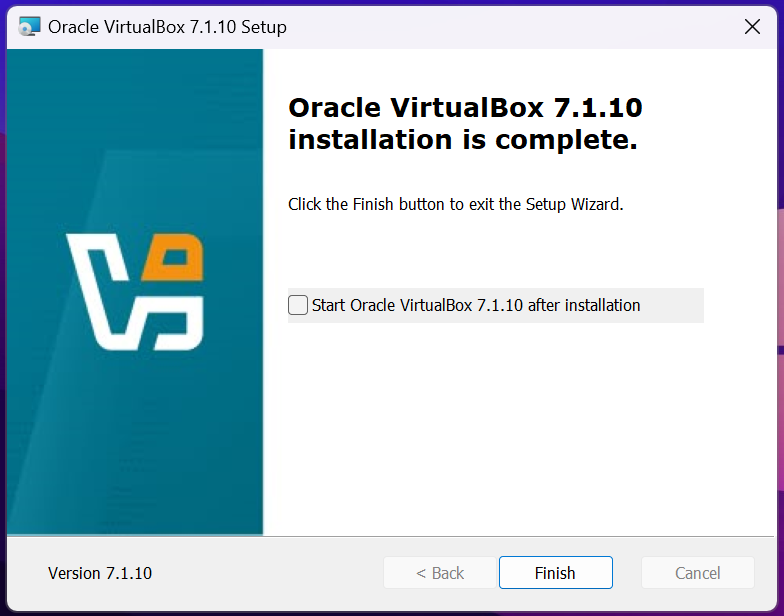 Oracle VirtualBox 7.1.10 Setup
Oracle VirtualBox 7.1.10
installation is complete.
Click the Finish button to exit the Setup Wizard.
Start Oracle VirtualBox 7.1.10 after installation
Version 7.1.10
< Back
Finish
Cancel